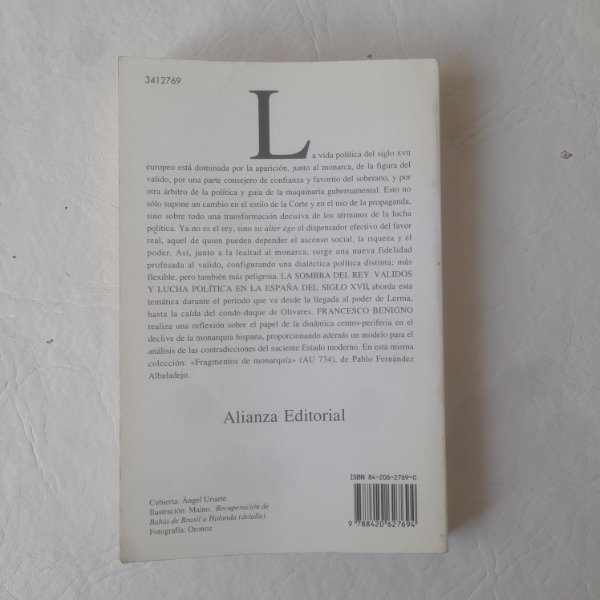 3412769
La vida política del siglo XVII
europeo está dominada por la aparición, junto al monarca, de la figura del
valido, por una parte consejero de confianza y favorito del soberano, y por
otra árbitro de la política y guía de la maquinaria gubernamental. Esto no
sólo supone un cambio en el estilo de la Corte y en el uso de la propaganda,
sino sobre todo una transformación decisiva de los términos de la lucha
política. Ya no es el rey, sino su alter ego el dispensador efectivo del favor
real, aquel de quien pueden depender el ascenso social, la riqueza y el
poder. Así, junto a la lealtad al monarca, surge una nueva fidelidad
profesada al valido, configurando una dialéctica política distinta; más
flexible, pero también más peligrosa. LA SOMBRA DEL REY. VALIDOS
Y LUCHA POLÍTICA EN LA ESPAÑA DEL SIGLO XVII, aborda esta
temática durante el período que va desde la llegada al poder de Lerma,
hasta la caída del conde-duque de Olivares. FRANCESCO BENIGNO
realiza una reflexión sobre el papel de la dinámica centro-periferia en el
declive de la monarquía hispana, proporcionando además un modelo para el
análisis de las contradicciones del naciente Estado moderno. En esta misma
colección: «Fragmentos de monarquía» (AU 734), de Pablo Fernández
Albaladejo.
Alianza Editorial
ISBN 84-206-2769-0
Cubierta: Ángel Uriarte.
Ilustración: Maino. Recuperación de
Bahía de Brasil a Holanda (detalle).
Fotografía: Oronoz
9 788420 627694